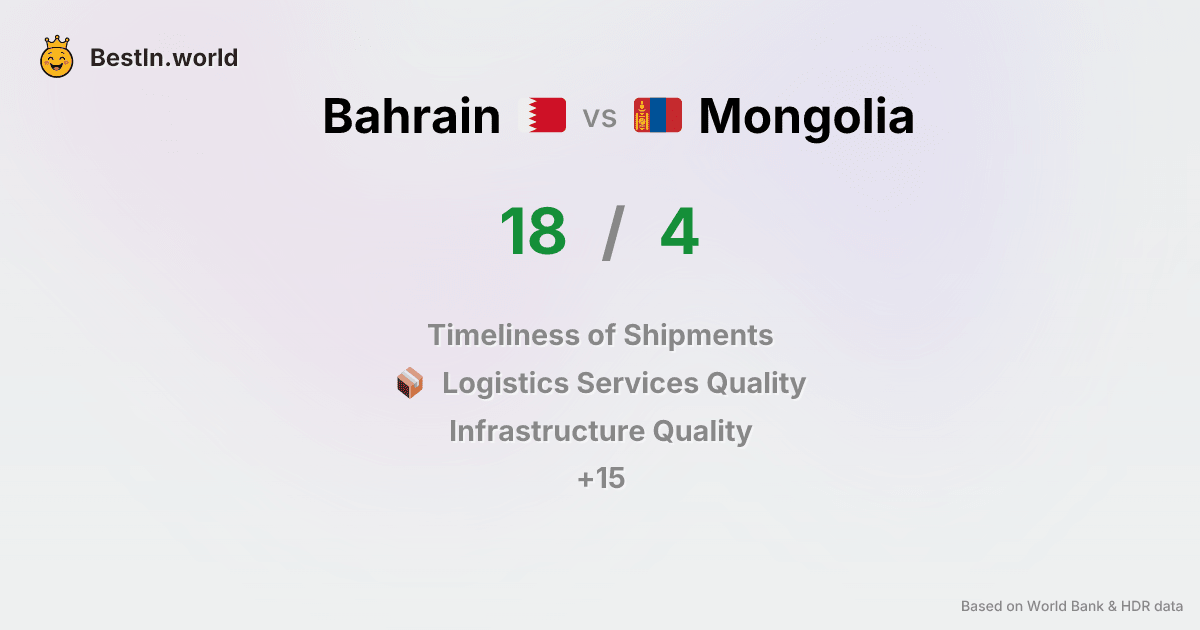 BestIn.world
Bahrain vs Mongolia
18 / 4
Timeliness of Shipments
Logistics Services Quality
Infrastructure Quality
+15
Based on World Bank & HDR data